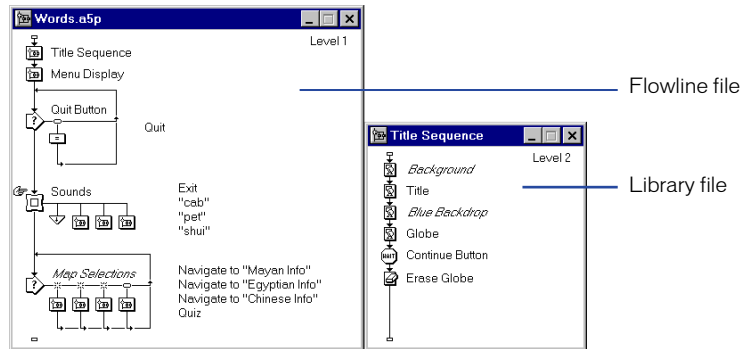 Words.a5p
Level 1
Title Sequence
Menu Display
Quit Button
?
=
Quit
Sounds
Exit
"cab"
"pet"
"shui"
Map Selections
?
Navigate to "Mayan Info"
Navigate to "Egyptian Info"
Navigate to "Chinese Info"
Quiz
Title Sequence
Level 2
Background
Title
Blue Backdrop
Globe
WAIT
Continue Button
Erase Globe
Flowline file
Library file